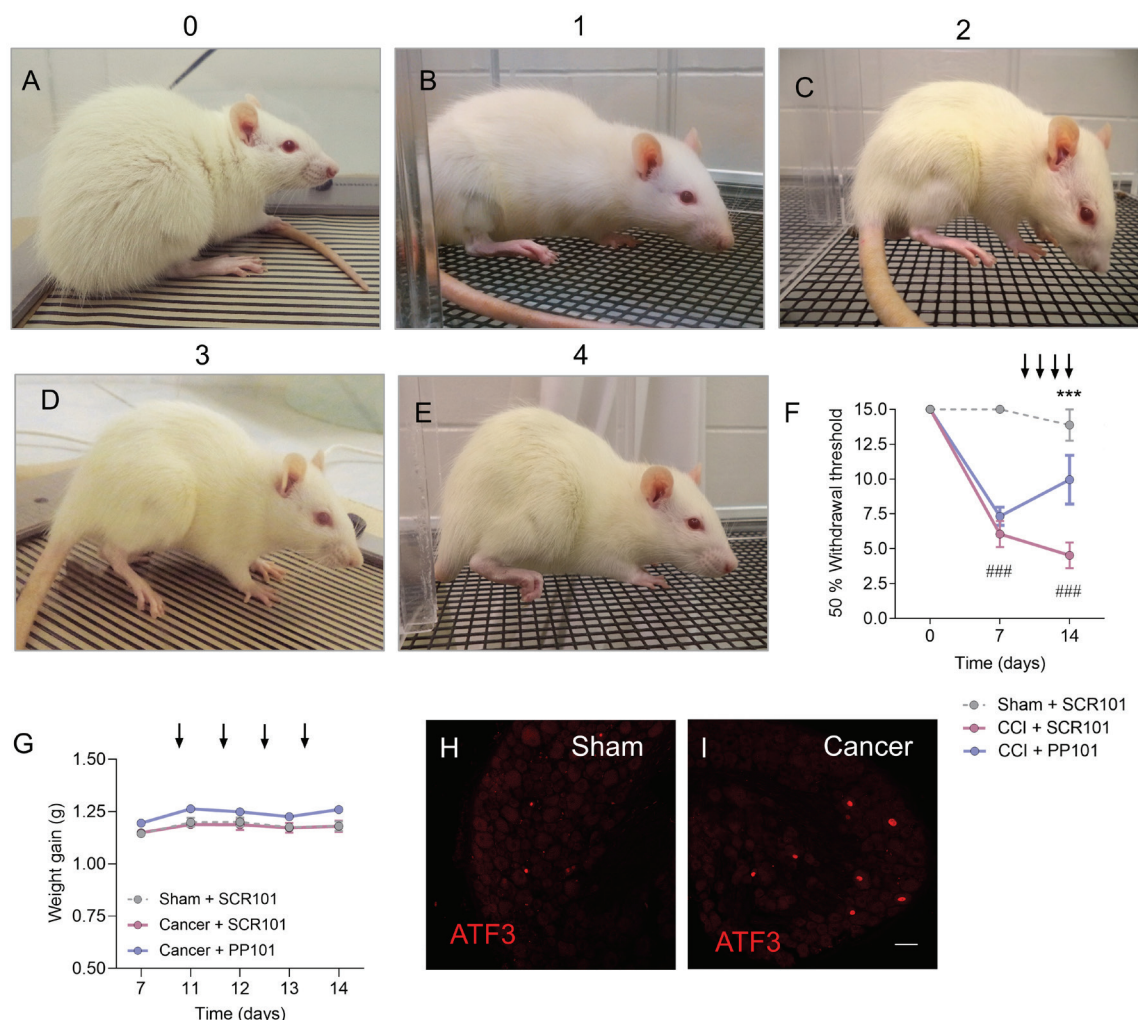 0
1
2
A
B
C
3
4
D
E
F
***
15.0
12.5
10.0
7.5
5.0
2.5
0.0
50 % Withdrawal threshold
###
###
0
7
14
Time (days)
Sham + SCR101
CCI + SCR101
CCI + PP101
G
1.50
1.25
1.00
0.75
0.50
Weight gain (g)
Sham + SCR101
Cancer + SCR101
Cancer + PP101
7
11
12
13
14
Time (days)
H
Sham
ATF3
I
Cancer
ATF3